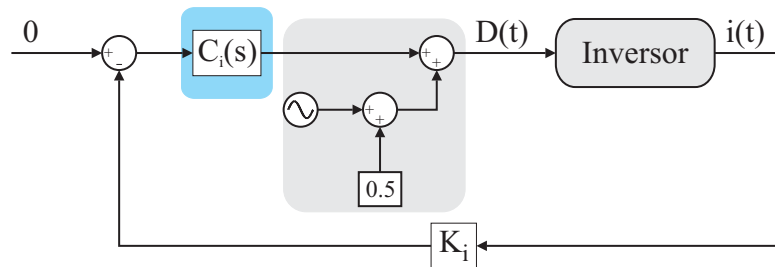 0
+
-
Cᵢ(s)
+
+
D(t)
Inversor
i(t)
+
+
0.5
Kᵢ